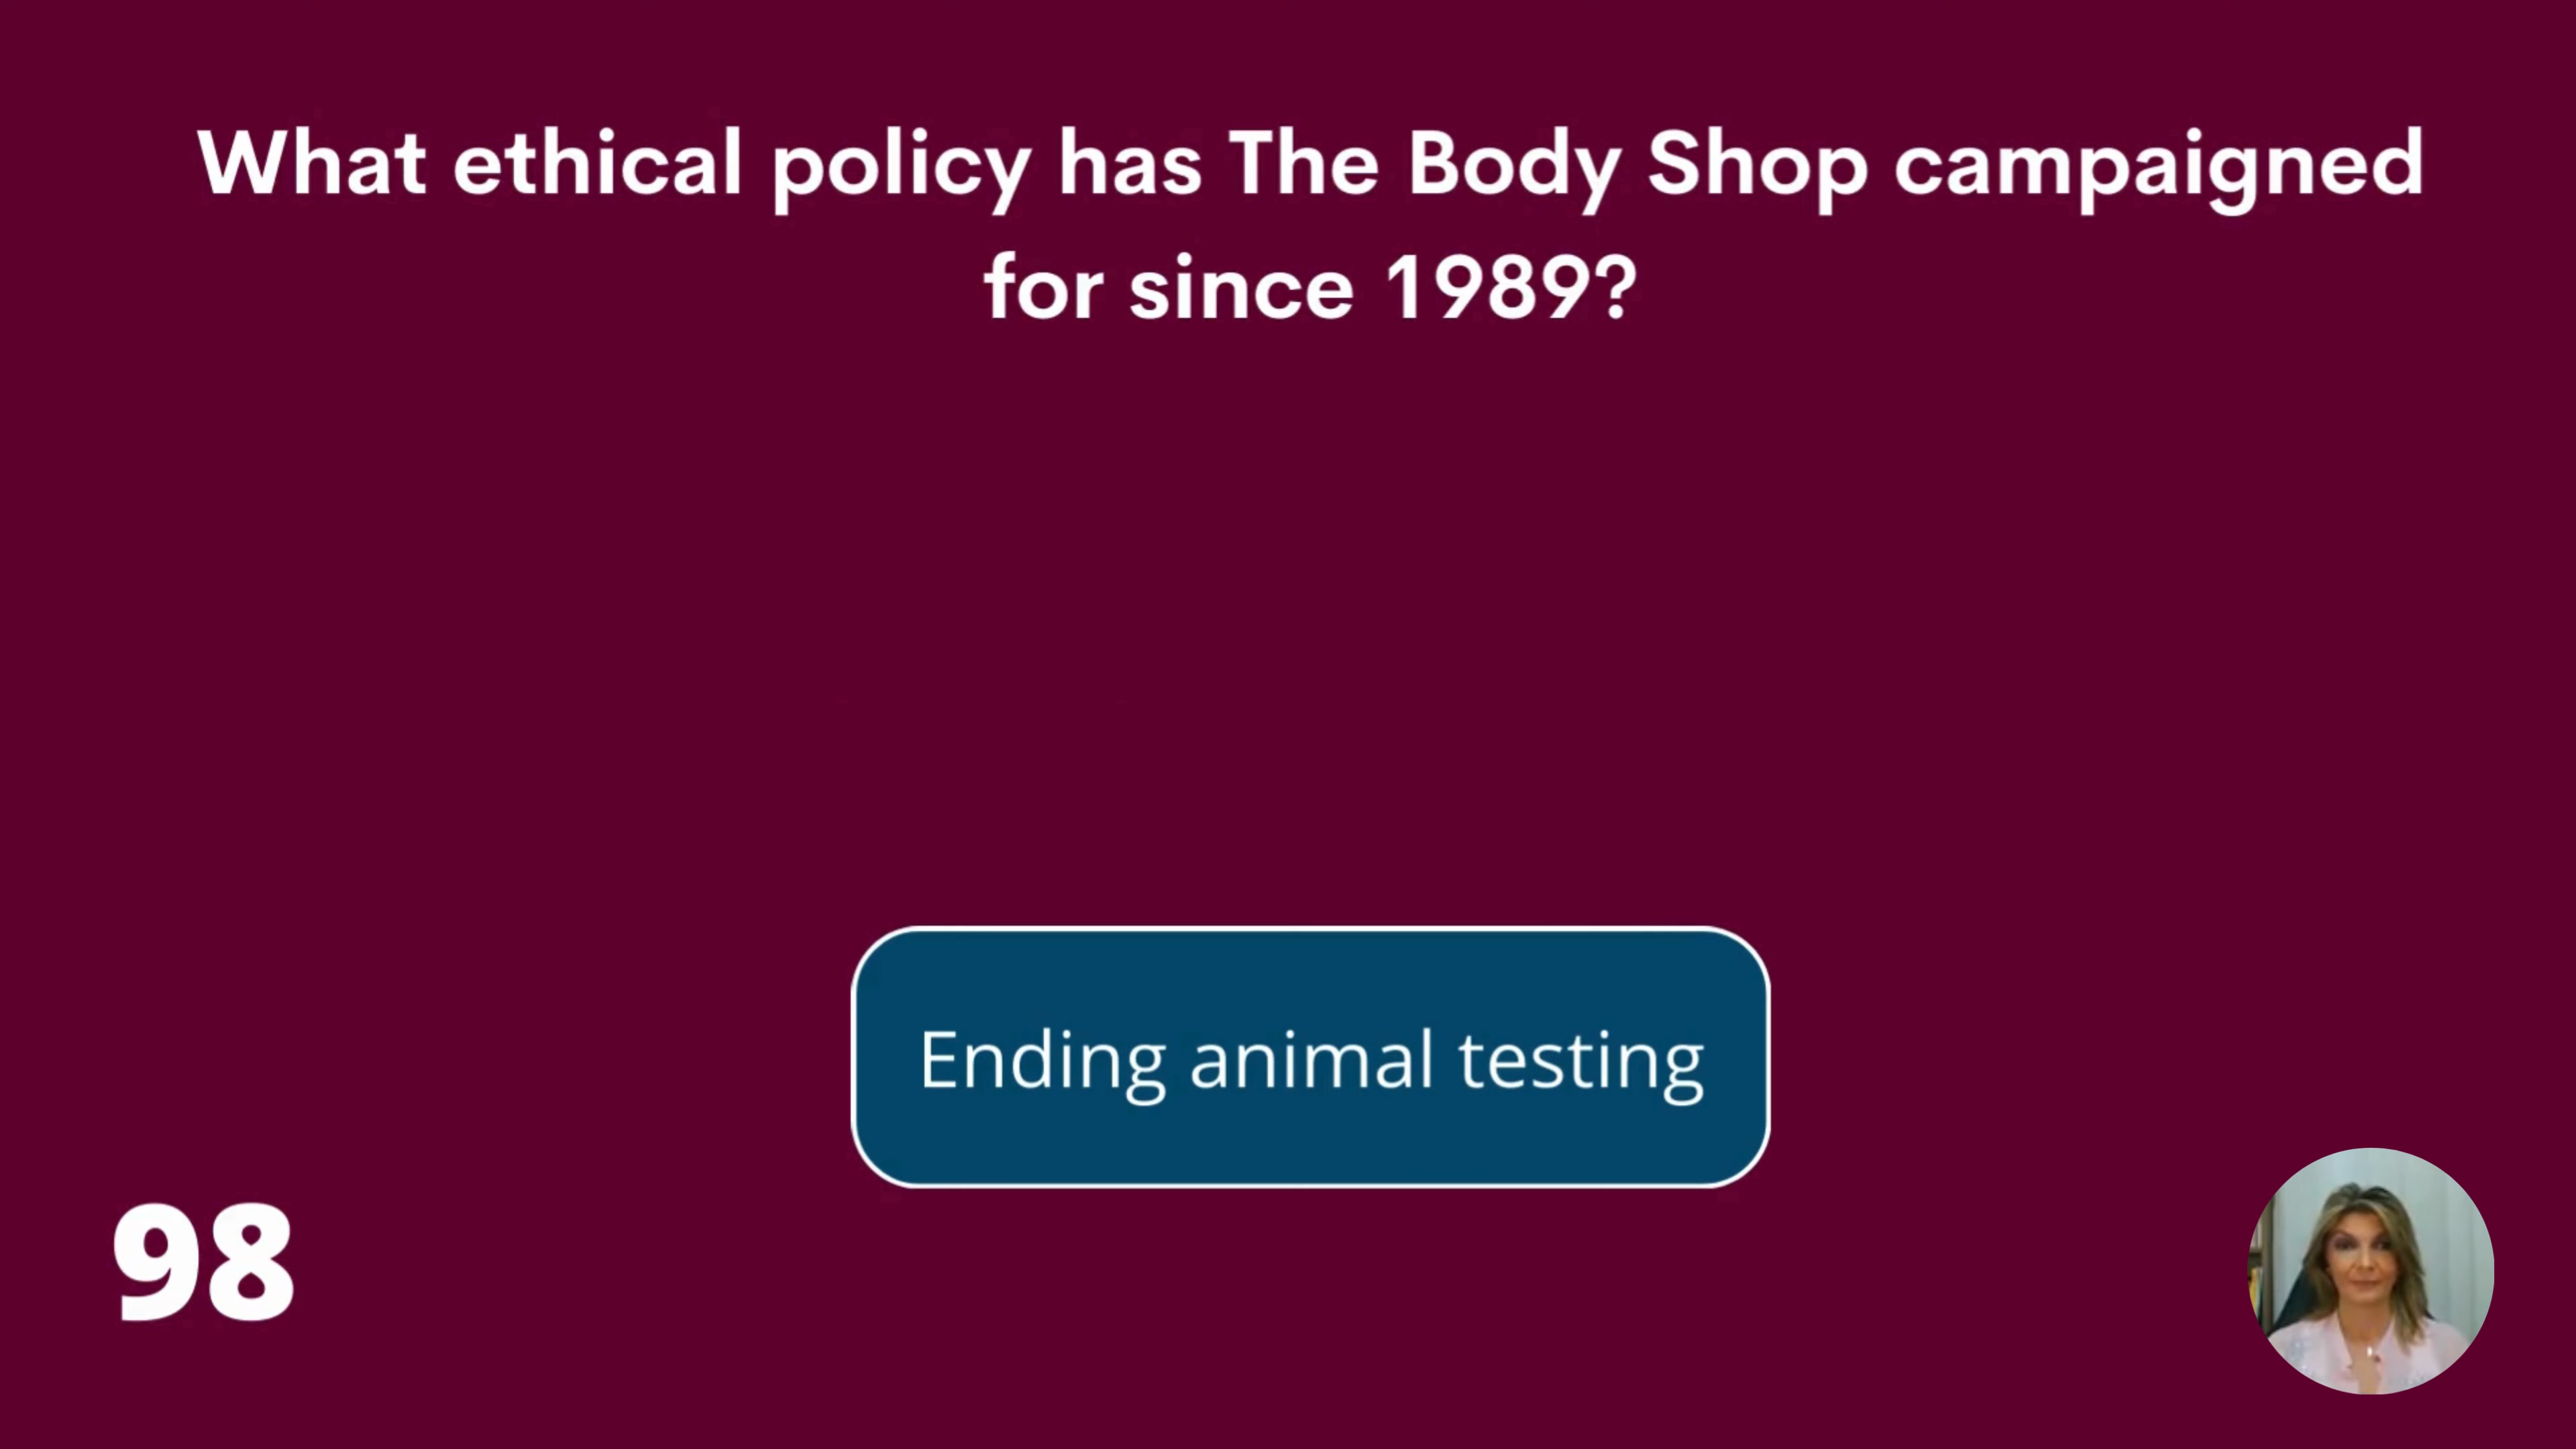 What ethical policy has The Body Shop campaigned
for since 1989?
Ending animal testing
98